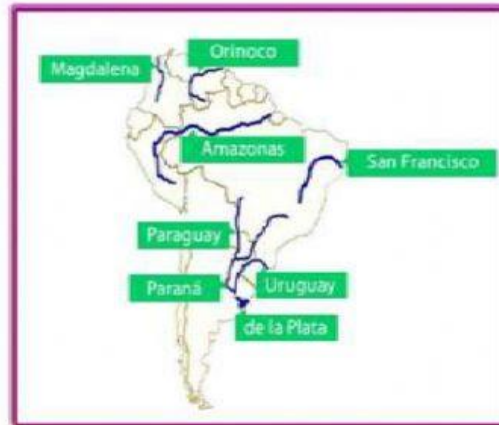 Orinoco
Magdalena
Amazonas
San Francisco
Paraguay
Paraná
Uruguay
de la Plata